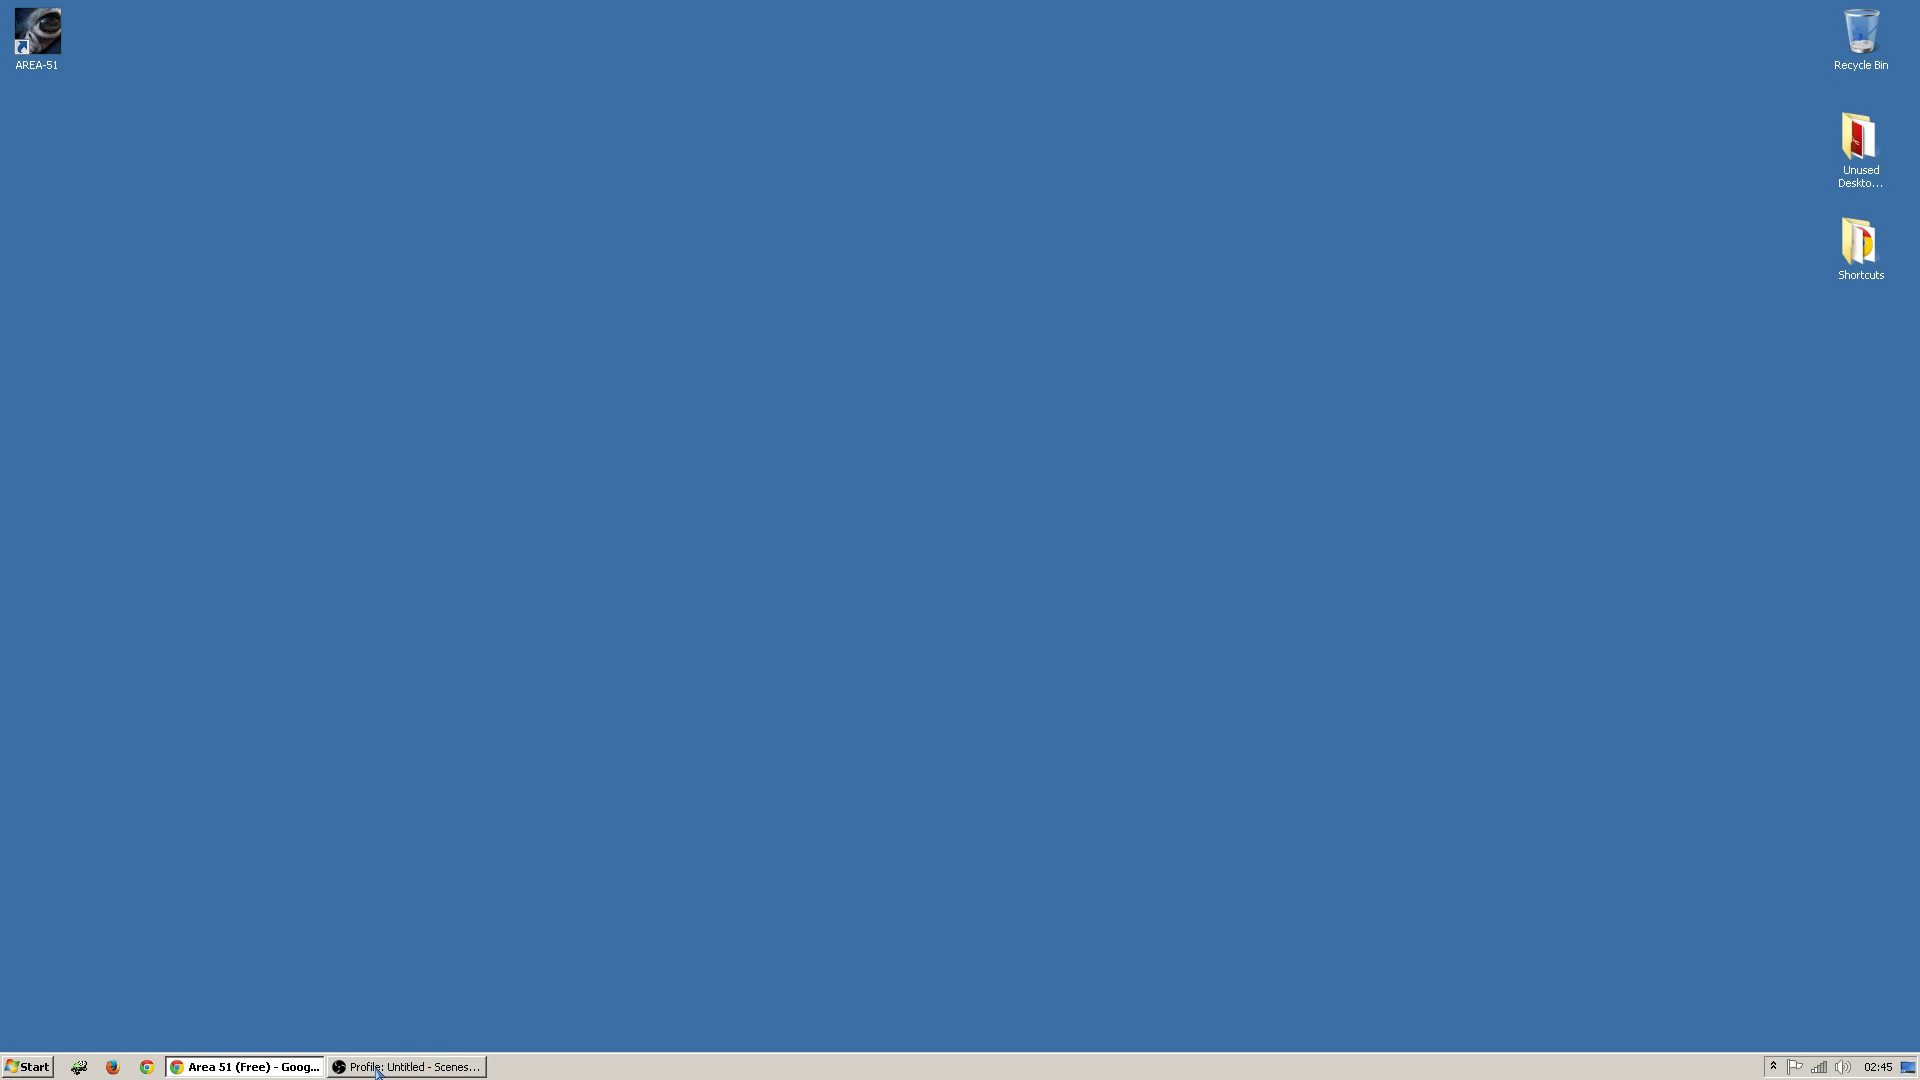 AREA-51
Recycle Bin
Unused
Deskto...
Shortcuts
Start
Area 51 (Free) - Goog...
Profile: Untitled - Scenes...
02:45